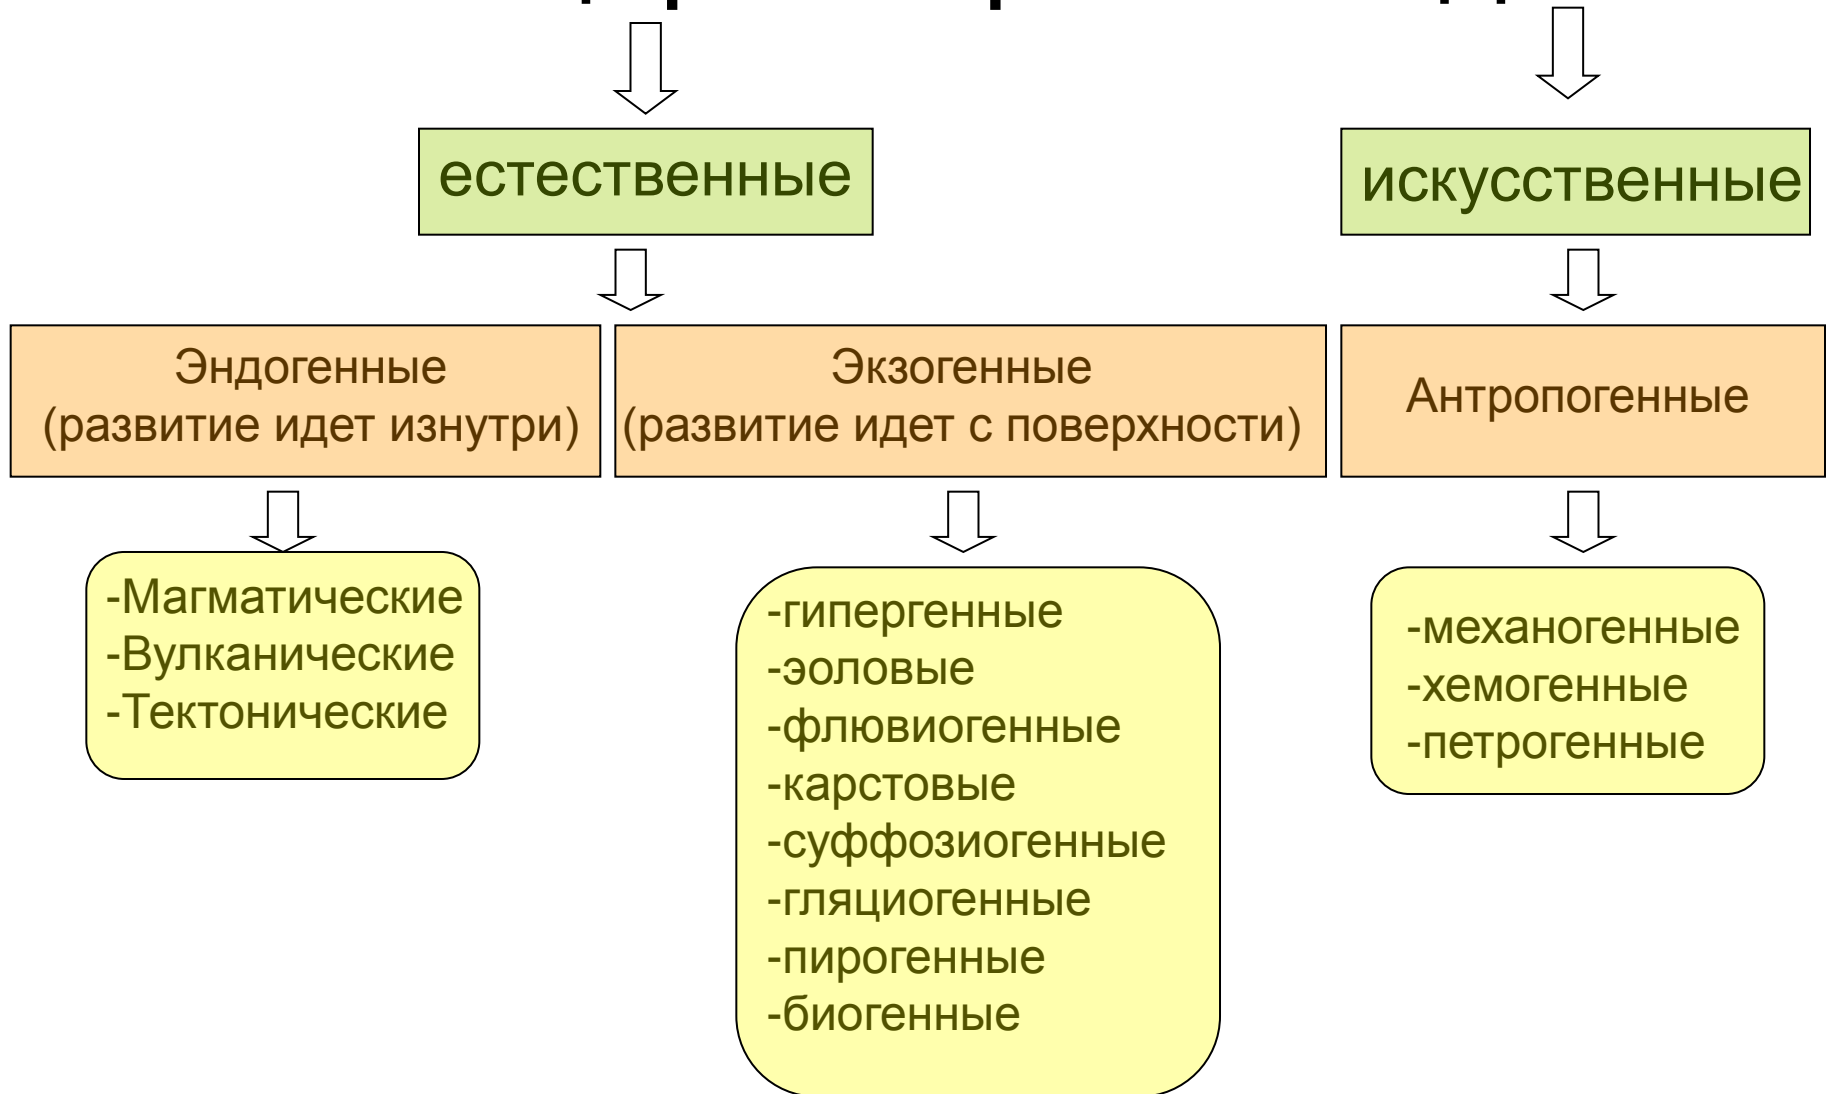 естественные
искусственные
Эндогенные
(развитие идет изнутри)
Экзогенные
(развитие идет с поверхности)
Антропогенные
-Магматические
-Вулканические
-Тектонические
-гипергенные
-эоловые
-флювиогенные
-карстовые
-суффозиогенные
-гляциогенные
-пирогенные
-биогенные
-механогенные
-хемогенные
-петрогенные